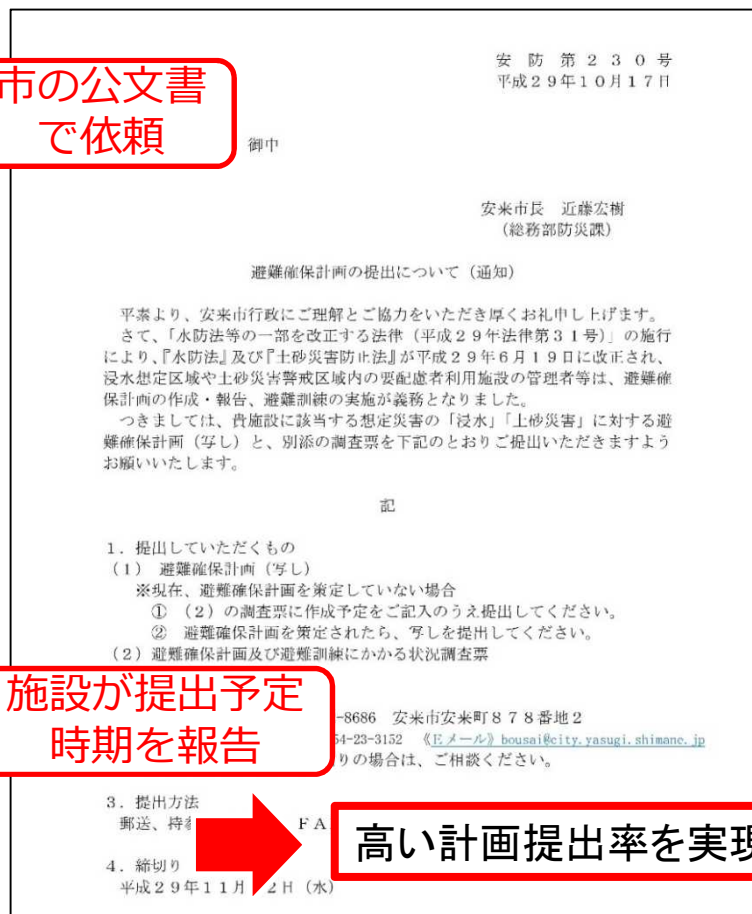 安防第２３０号
平成２９年１０月１７日
市の公文書
で依頼
御中
安来市長　近藤宏樹
（総務部防災課）
避難確保計画の提出について（通知）
平素より、安来市行政にご理解とご協力をいただき厚くお礼申し上げます。
さて、「水防法等の一部を改正する法律（平成２９年法律第３１号）」の施行
により、『水防法』及び『土砂災害防止法』が平成２９年６月１９日に改正され、
浸水想定区域や土砂災害警戒区域内の要配慮者利用施設の管理者等は、避難確
保計画の作成・報告、避難訓練の実施が義務となりました。
つきましては、貴施設に該当する想定災害の「浸水」「土砂災害」に対する避
難確保計画（写し）と、別添の調査票を下記のとおりご提出いただきますよう
お願いいたします。
記
１．提出していただくもの
（１）　避難確保計画（写し）
※現在、避難確保計画を策定していない場合
①　（２）の調査票に作成予定をご記入のうえ提出してください。
②　避難確保計画を策定されたら、写しを提出してください。
（２）避難確保計画及び避難訓練にかかる状況調査票
施設が提出予定
時期を報告
-8686　安来市安来町８７８番地２
54-23-3152　《Ｅメール》bousai@city.yasugi.shimane.jp
りの場合は、ご相談ください。
３．提出方法
郵送、持参　ＦＡ
高い計画提出率を実現
４．締切り
平成２９年１１月　２日（水）